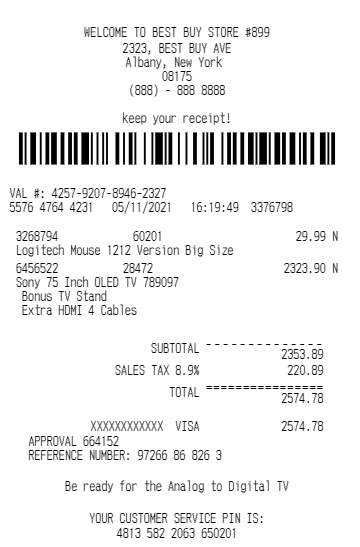 WELCOME TO BEST BUY STORE #899
2323, BEST BUY AVE
Albany, New York
08175
(888) - 888 8888
keep your receipt!
VAL #: 4257-9207-8946-2327
5576 4764 4231 05/11/2021 16:19:49 3376798
3268794 60201 29.99 N
Logitech Mouse 1212 Version Big Size
6456522 28472 2323.90 N
Sony 75 Inch OLED TV 789097
Bonus TV Stand
Extra HDMI 4 Cables
SUBTOTAL - - - - - - - - - - - - - - -
2353.89
SALES TAX 8.9% 220.89
TOTAL ================
2574.78
XXXXXXXXXXXX VISA 2574.78
APPROVAL 664152
REFERENCE NUMBER: 97266 86 826 3
Be ready for the Analog to Digital TV
YOUR CUSTOMER SERVICE PIN IS:
4813 582 2063 650201